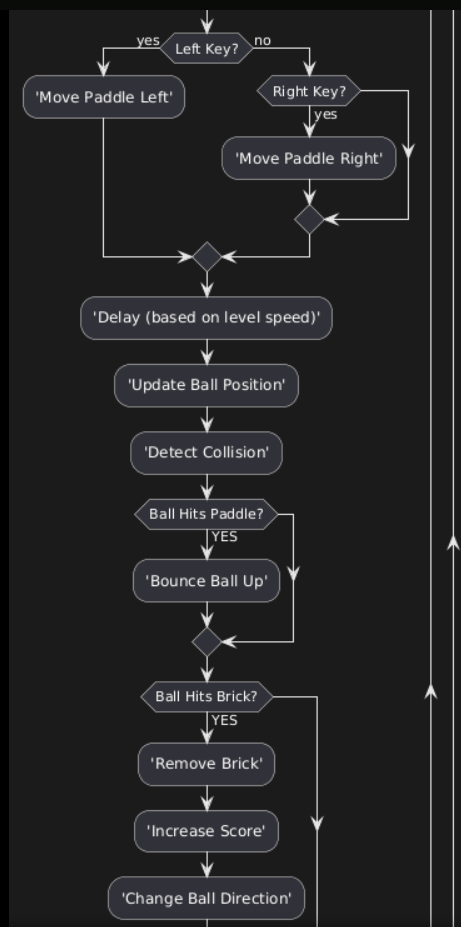 yes
Left Key?
no
'Move Paddle Left'
Right Key?
yes
'Move Paddle Right'
'Delay (based on level speed)'
'Update Ball Position'
'Detect Collision'
Ball Hits Paddle?
YES
'Bounce Ball Up'
Ball Hits Brick?
YES
'Remove Brick'
'Increase Score'
'Change Ball Direction'